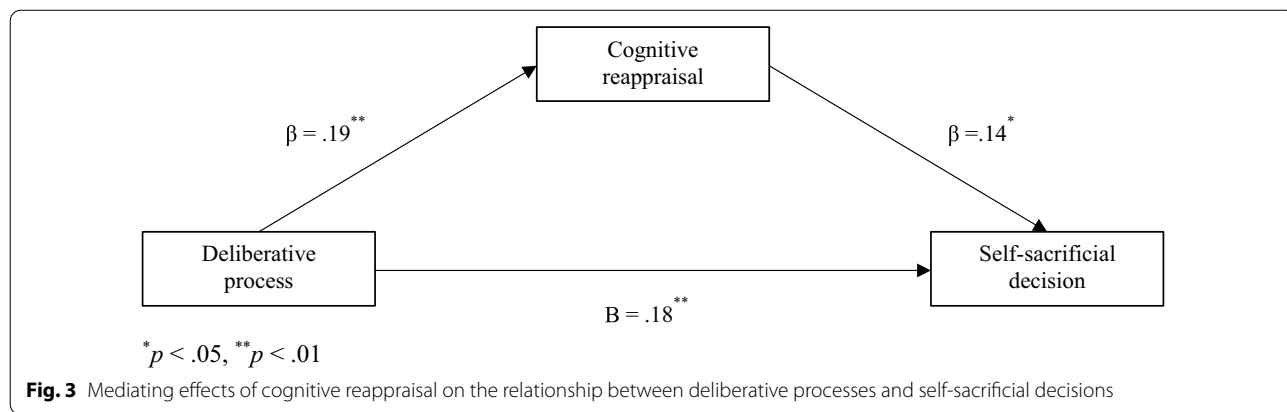 Cognitive
reappraisal
β = .19**
β =.14*
Deliberative
process
Self-sacrificial
decision
B = .18**
*p < .05, **p < .01
Fig. 3 Mediating effects of cognitive reappraisal on the relationship between deliberative processes and self-sacrificial decisions